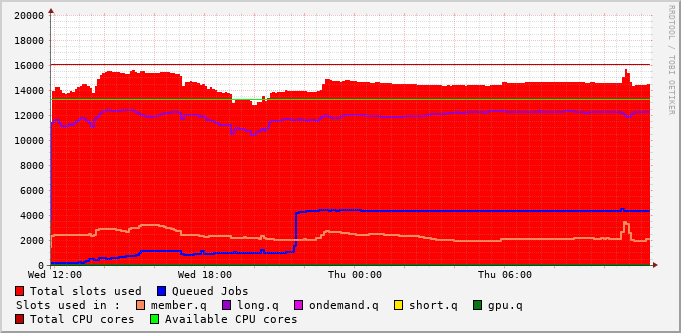 20000
18000
16000
14000
12000
10000
8000
6000
4000
2000
0
Wed 12:00 Wed 18:00 Thu 00:00 Thu 06:00
RRDTOOL / TOBI OETIKER
Total slots used Queued Jobs
Slots used in : member.q long.q ondemand.q short.q gpu.q
Total CPU cores Available CPU cores